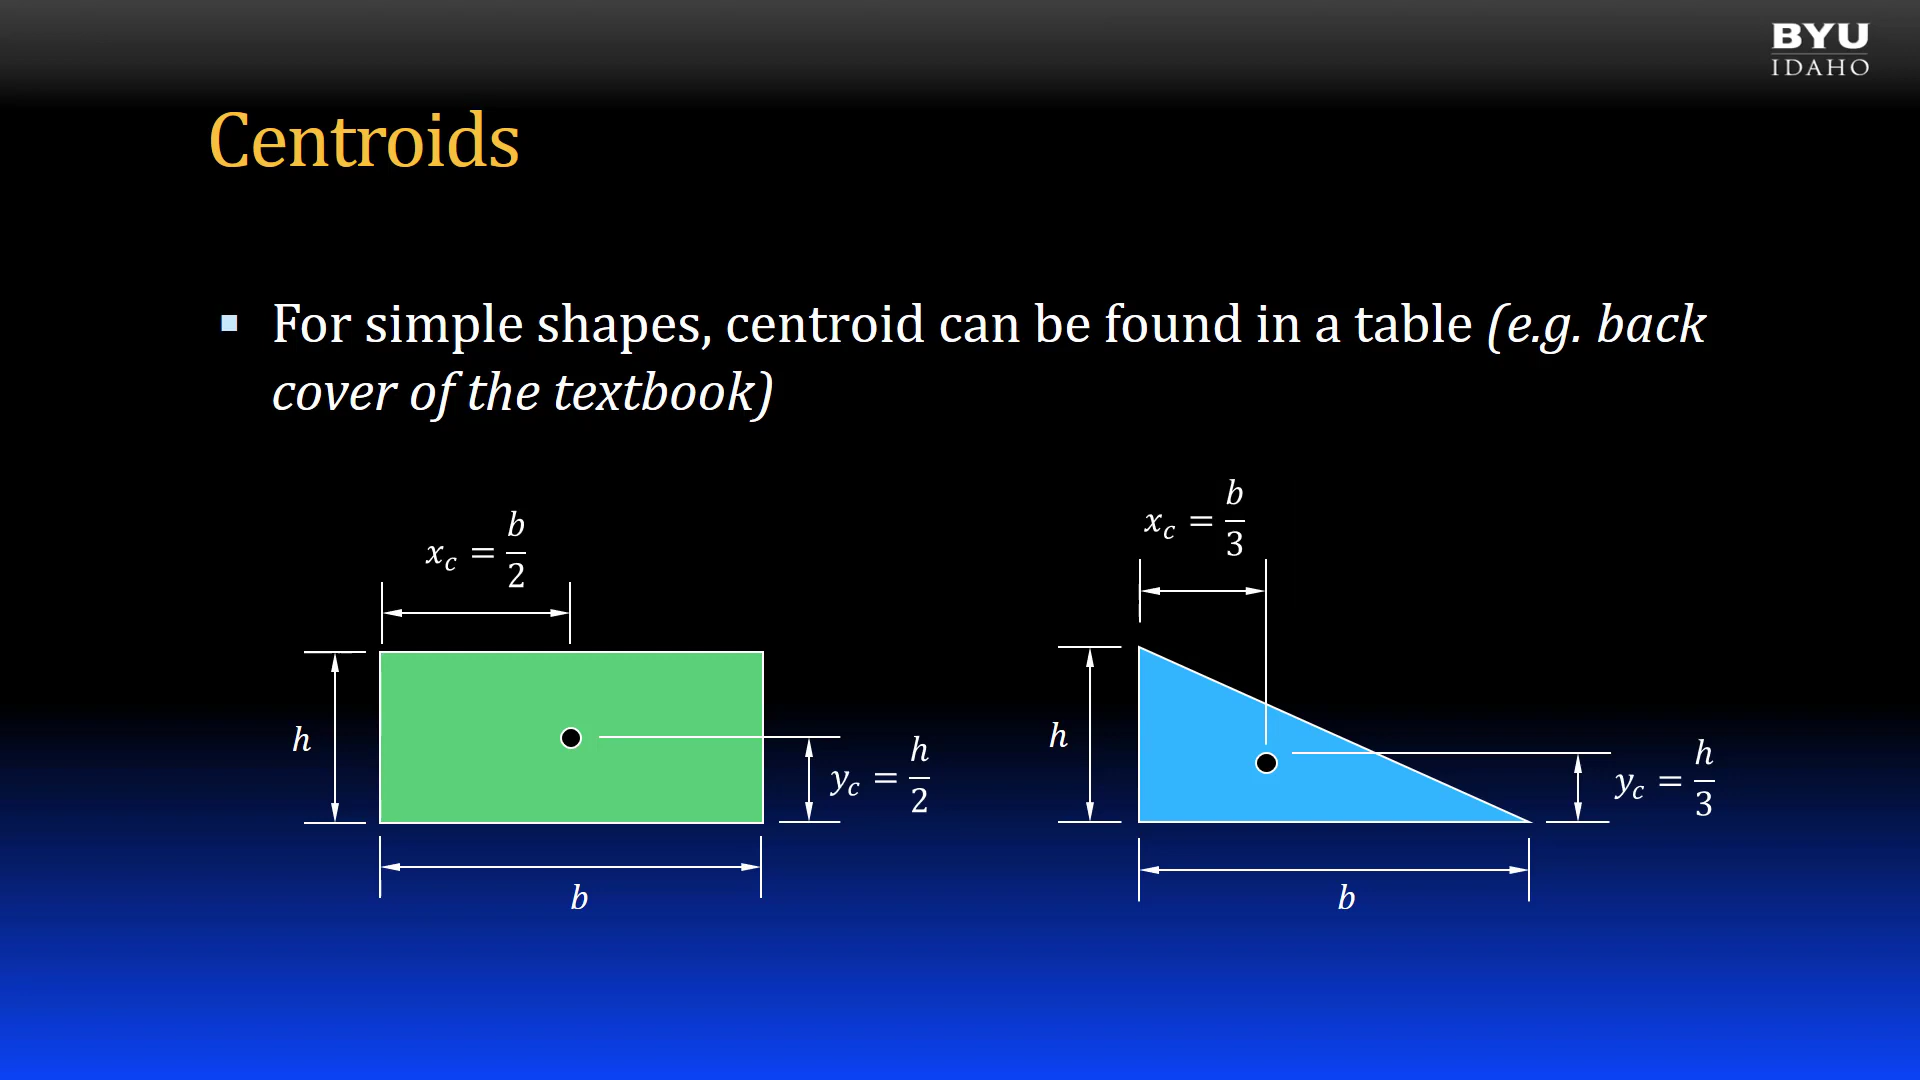 BYU
IDAHO
Centroids
▪ For simple shapes, centroid can be found in a table (e.g. back
cover of the textbook)
x_c = b/2
h
y_c = h/2
b
x_c = b/3
h
y_c = h/3
b